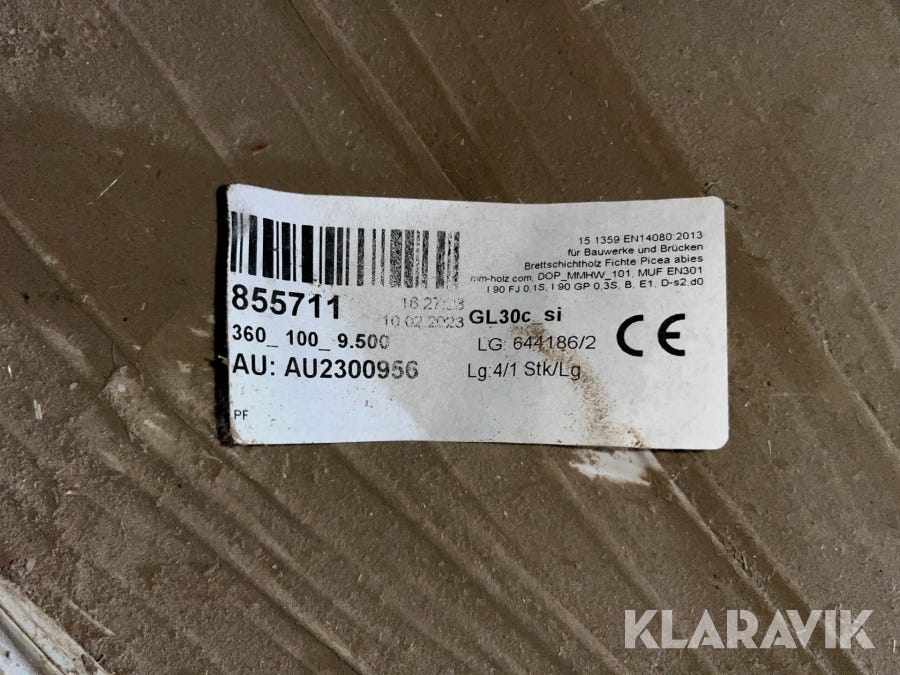 15 1359 EN14080:2013
für Bauwerke und Brücken
Brettschichtholz Fichte Picea abies
mm-holz.com, DOP_MMHW_101, MUF EN301
I 90 FJ 0,1S, I 90 GP 0,3S, B, E1, D-s2,d0
855711
10.02.2023
GL30c_si
360_ 100_ 9.500
LG: 644186/2
CE
AU: AU2300956
Lg:4/1 Stk/Lg
PF
KLARAVIK